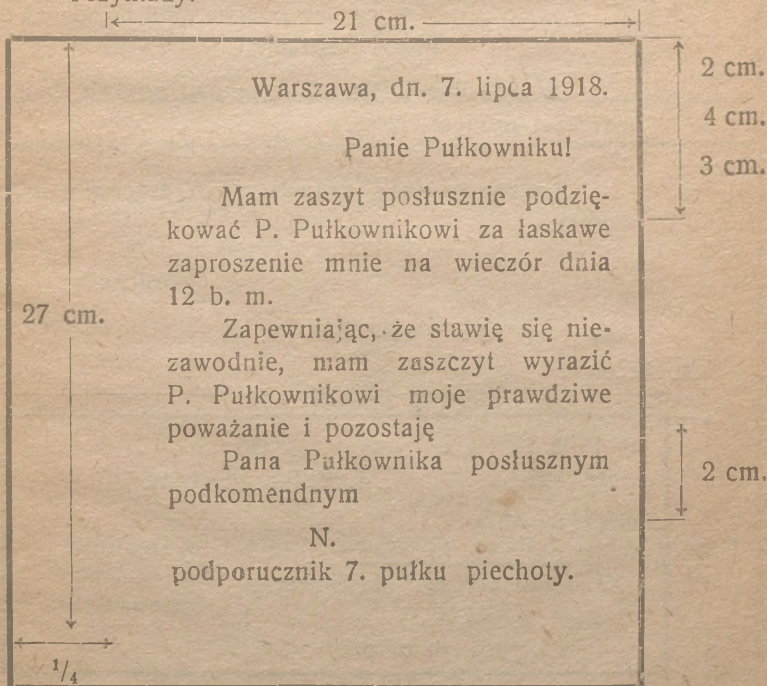 21 cm.
2 cm.
Warszawa, dn. 7. lipca 1918.
4 cm.
Panie Pułkowniku!
3 cm.
Mam zaszyt posłusznie podzię-
kować P. Pułkownikowi za łaskawe
zaproszenie mnie na wieczór dnia
12 b. m.
27 cm.
Zapewniając, że stawię się nie-
zawodnie, mam zaszczyt wyrazić
P. Pułkownikowi moje prawdziwe
poważanie i pozostaję
Pana Pułkownika posłusznym
2 cm.
podkomendnym
N.
podporucznik 7. pułku piechoty.
1/4